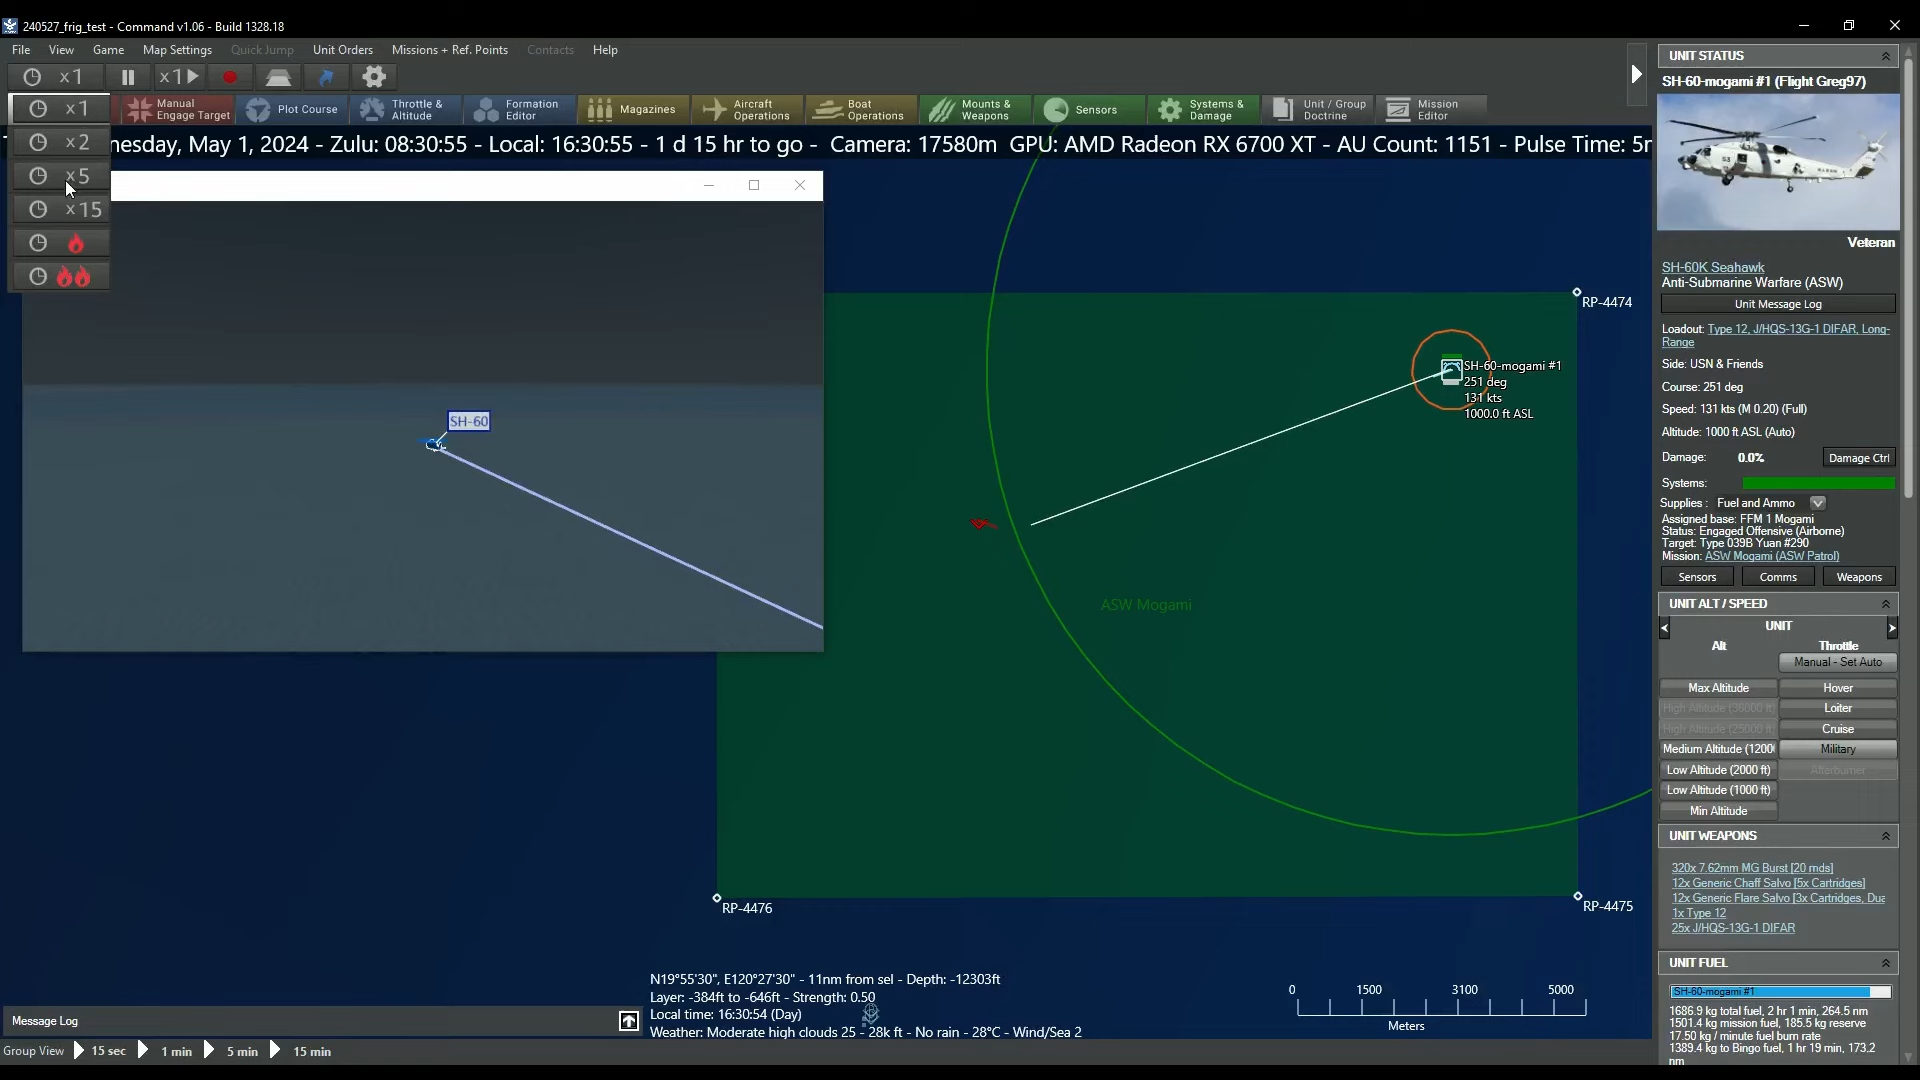 240527_frig_test - Command v1.06 - Build 1328.18
File View Game Map Settings Quick Jump Unit Orders Missions + Ref. Points Contacts Help
x1 x1
x1
x2
x5
x15
Manual Engage Target
Plot Course
Throttle & Altitude
Formation Editor
Magazines
Aircraft Operations
Boat Operations
Mounts & Weapons
Sensors
Systems & Damage
Unit / Group Doctrine
Mission Editor
nesday, May 1, 2024 - Zulu: 08:30:55 - Local: 16:30:55 - 1 d 15 hr to go - Camera: 17580m GPU: AMD Radeon RX 6700 XT - AU Count: 1151 - Pulse Time: 5r
SH-60
RP-4474
SH-60-mogami #1
251 deg
131 kts
1000.0 ft ASL
ASW Mogami
RP-4476
RP-4475
N19°55'30", E120°27'30" - 11nm from sel - Depth: -12303ft
Layer: -384ft to -646ft - Strength: 0.50
Local time: 16:30:54 (Day)
Weather: Moderate high clouds 25 - 28k ft - No rain - 28°C - Wind/Sea 2
0 1500 3100 5000
Meters
Message Log
Group View 15 sec 1 min 5 min 15 min
UNIT STATUS
SH-60-mogami #1 (Flight Greg97)
Veteran
SH-60K Seahawk
Anti-Submarine Warfare (ASW)
Unit Message Log
Loadout: Type 12, J/HQS-13G-1 DIFAR, Long-
Range
Side: USN & Friends
Course: 251 deg
Speed: 131 kts (M 0.20) (Full)
Altitude: 1000 ft ASL (Auto)
Damage: 0.0% Damage Ctrl
Systems:
Supplies : Fuel and Ammo
Assigned base: FFM 1 Mogami
Status: Engaged Offensive (Airborne)
Target: Type 039B Yuan #290
Mission: ASW Mogami (ASW Patrol)
Sensors Comms Weapons
UNIT ALT / SPEED
UNIT
Alt Throttle
Manual - Set Auto
Max Altitude Hover
High Altitude (36000 ft) Loiter
High Altitude (25000 ft) Cruise
Medium Altitude (1200 Military
Low Altitude (2000 ft) Afterburner
Low Altitude (1000 ft)
Min Altitude
UNIT WEAPONS
320x 7.62mm MG Burst [20 rnds]
12x Generic Chaff Salvo [5x Cartridges]
12x Generic Flare Salvo [3x Cartridges, Dua
1x Type 12
25x J/HQS-13G-1 DIFAR
UNIT FUEL
SH-60-mogami #1
1686.9 kg total fuel, 2 hr 1 min, 264.5 nm
1501.4 kg mission fuel, 185.5 kg reserve
17.50 kg / minute fuel burn rate
1389.4 kg to Bingo fuel, 1 hr 19 min, 173.2
nm